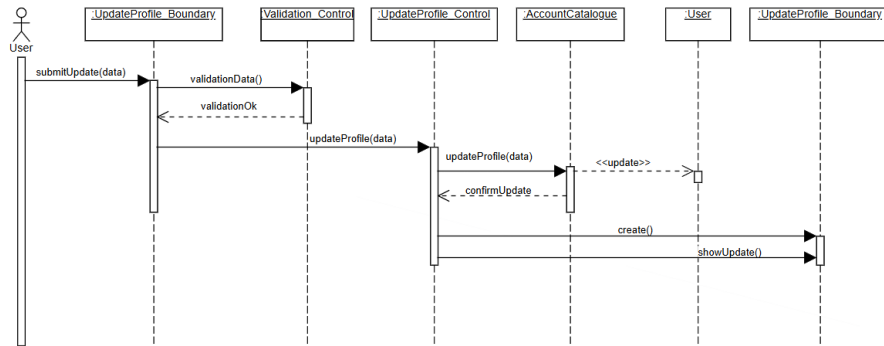 :UpdateProfile_Boundary
:Validation_Control
:UpdateProfile_Control
:AccountCatalogue
:User
:UpdateProfile_Boundary
User
submitUpdate(data)
validationData()
validationOk
updateProfile(data)
updateProfile(data)
<<update>>
confirmUpdate
create()
showUpdate()